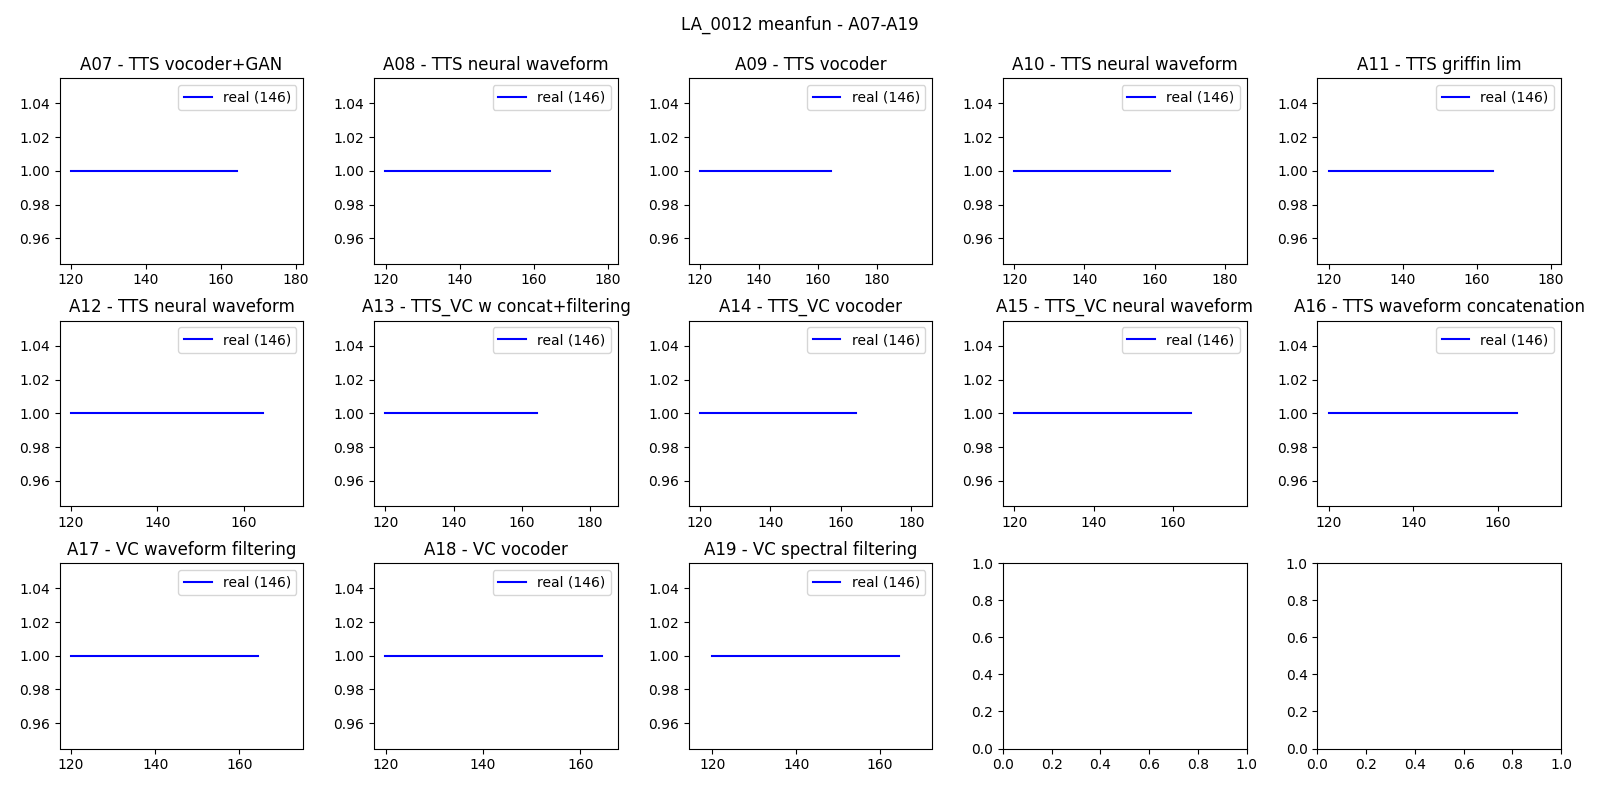 LA_0012 meanfun - A07-A19
A07 - TTS vocoder+GAN
real (146)
1.04
1.02
1.00
0.98
0.96
120 140 160 180
A08 - TTS neural waveform
real (146)
1.04
1.02
1.00
0.98
0.96
120 140 160 180
A09 - TTS vocoder
real (146)
1.04
1.02
1.00
0.98
0.96
120 140 160 180
A10 - TTS neural waveform
real (146)
1.04
1.02
1.00
0.98
0.96
120 140 160 180
A11 - TTS griffin lim
real (146)
1.04
1.02
1.00
0.98
0.96
120 140 160 180
A12 - TTS neural waveform
real (146)
1.04
1.02
1.00
0.98
0.96
120 140 160
A13 - TTS_VC w concat+filtering
real (146)
1.04
1.02
1.00
0.98
0.96
120 140 160 180
A14 - TTS_VC vocoder
real (146)
1.04
1.02
1.00
0.98
0.96
120 140 160 180
A15 - TTS_VC neural waveform
real (146)
1.04
1.02
1.00
0.98
0.96
120 140 160
A16 - TTS waveform concatenation
real (146)
1.04
1.02
1.00
0.98
0.96
120 140 160
A17 - VC waveform filtering
real (146)
1.04
1.02
1.00
0.98
0.96
120 140 160
A18 - VC vocoder
real (146)
1.04
1.02
1.00
0.98
0.96
120 140 160
A19 - VC spectral filtering
real (146)
1.04
1.02
1.00
0.98
0.96
120 140 160
1.0
0.8
0.6
0.4
0.2
0.0
0.0 0.2 0.4 0.6 0.8 1.0
1.0
0.8
0.6
0.4
0.2
0.0
0.0 0.2 0.4 0.6 0.8 1.0